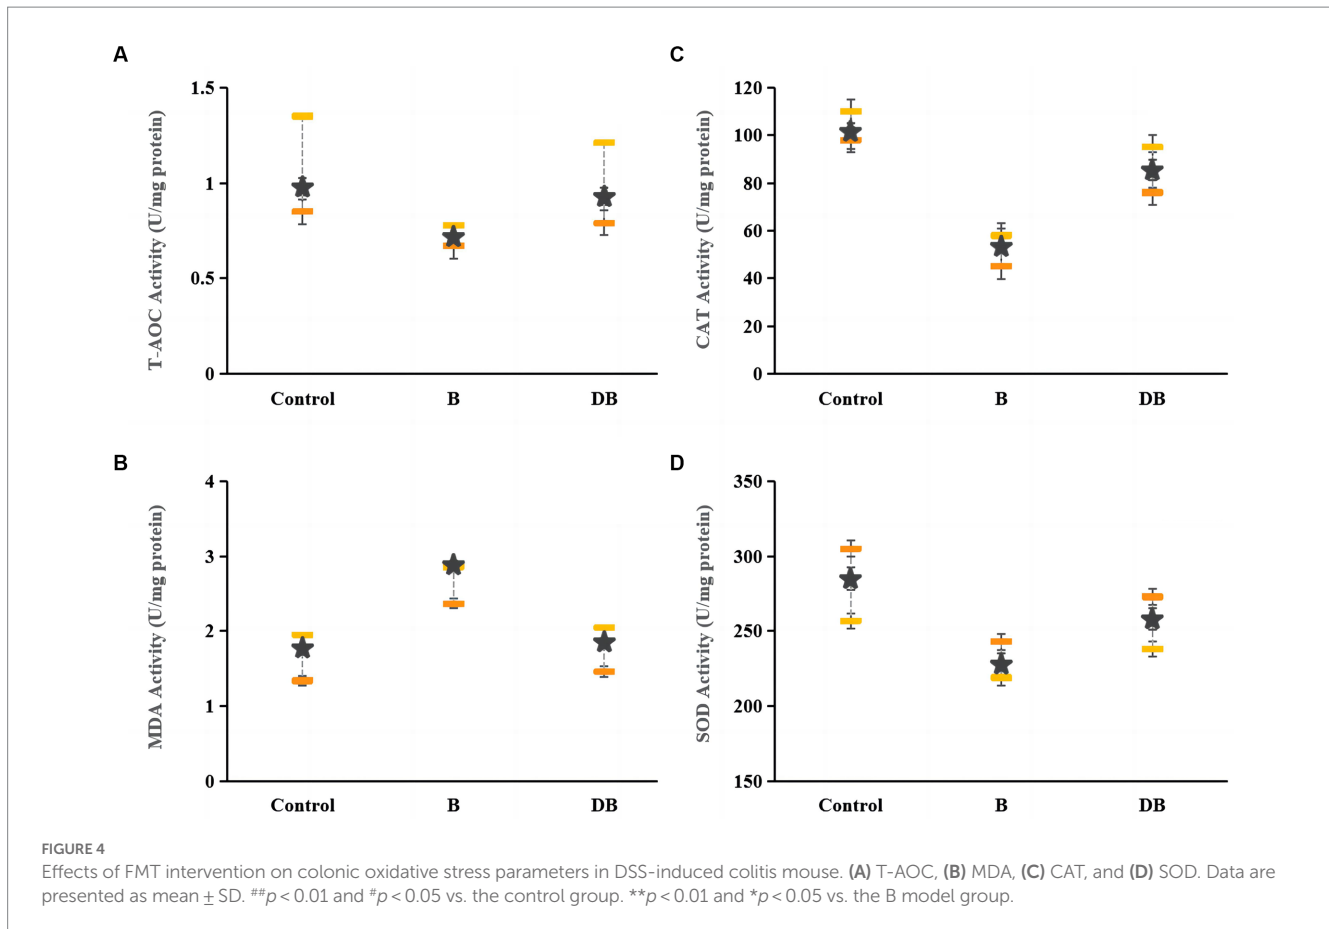 A
T-AOC Activity (U/mg protein)
1.5
1
0.5
0
Control B DB
C
CAT Activity (U/mg protein)
120
100
80
60
40
20
0
Control B DB
B
MDA Activity (U/mg protein)
4
3
2
1
0
Control B DB
D
SOD Activity (U/mg protein)
350
300
250
200
150
Control B DB
FIGURE 4
Effects of FMT intervention on colonic oxidative stress parameters in DSS-induced colitis mouse. (A) T-AOC, (B) MDA, (C) CAT, and (D) SOD. Data are
presented as mean ± SD. ##p < 0.01 and #p < 0.05 vs. the control group. **p < 0.01 and *p < 0.05 vs. the B model group.